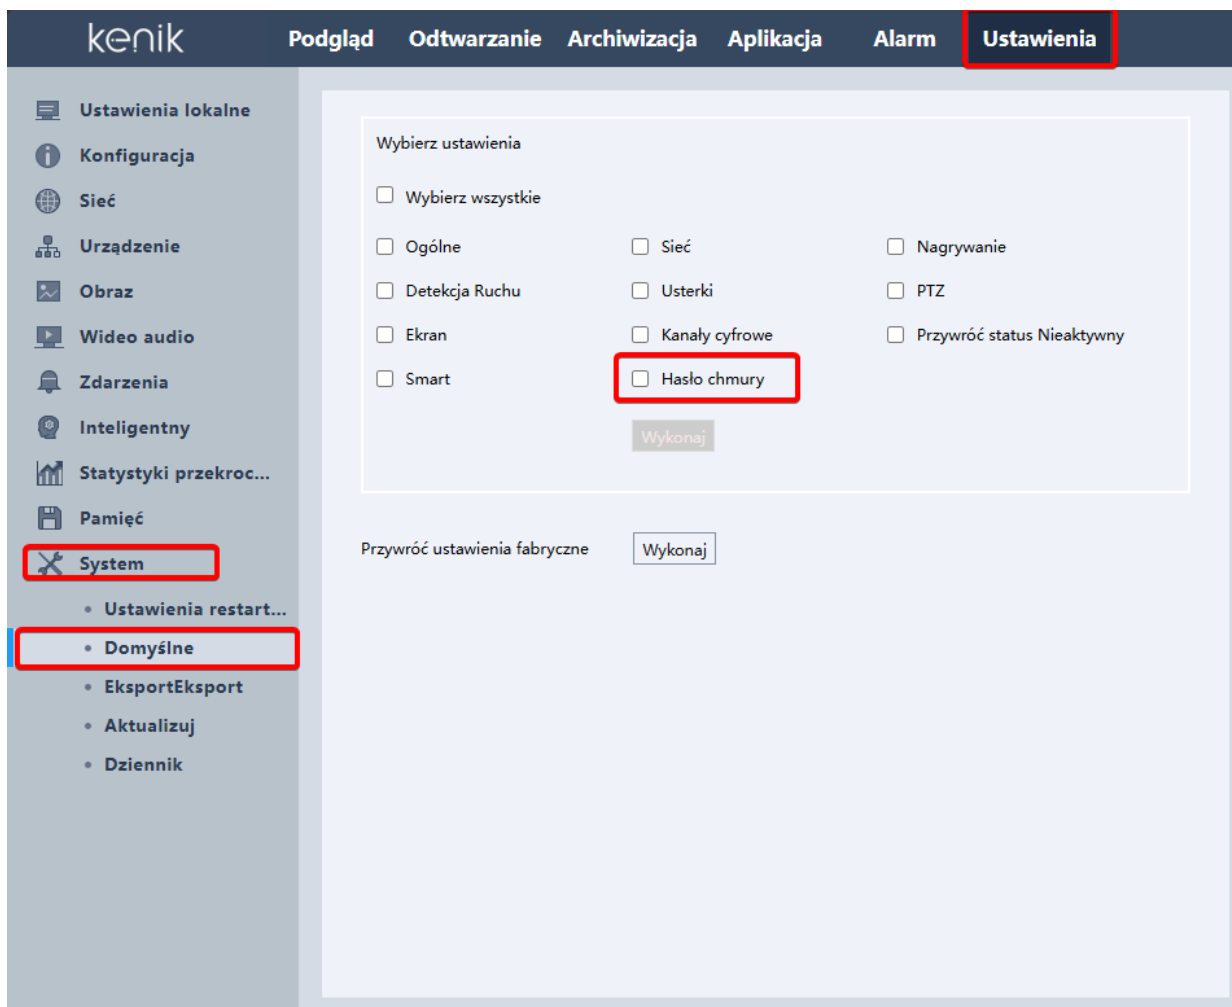 kenik Podgląd Odtwarzanie Archiwizacja Aplikacja Alarm Ustawienia
Ustawienia lokalne
Konfiguracja
Sieć
Urządzenie
Obraz
Wideo audio
Zdarzenia
Inteligentny
Statystyki przekroc...
Pamięć
System
Ustawienia restart...
Domyślne
EksportEksport
Aktualizuj
Dziennik
Wybierz ustawienia
Wybierz wszystkie
Ogólne Sieć Nagrywanie
Detekcja Ruchu Usterki PTZ
Ekran Kanały cyfrowe Przywróć status Nieaktywny
Smart Hasło chmury
Wykonaj
Przywróć ustawienia fabryczne Wykonaj